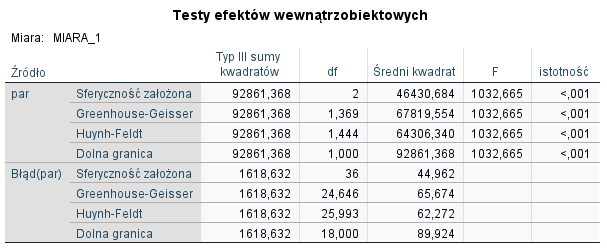 Testy efektów wewnątrzobiektowych
Miara: MIARA_1
Źródło Typ III sumy kwadratów df Średni kwadrat F istotność
par Sferyczność założona 92861,368 2 46430,684 1032,665 <,001
Greenhouse-Geisser 92861,368 1,369 67819,554 1032,665 <,001
Huynh-Feldt 92861,368 1,444 64306,340 1032,665 <,001
Dolna granica 92861,368 1,000 92861,368 1032,665 <,001
Błąd(par) Sferyczność założona 1618,632 36 44,962
Greenhouse-Geisser 1618,632 24,646 65,674
Huynh-Feldt 1618,632 25,993 62,272
Dolna granica 1618,632 18,000 89,924